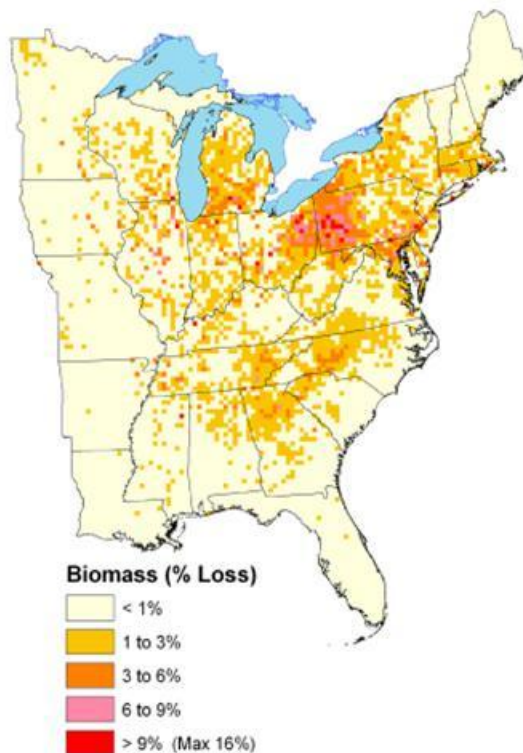 Biomass (% Loss)
< 1%
1 to 3%
3 to 6%
6 to 9%
> 9% (Max 16%)